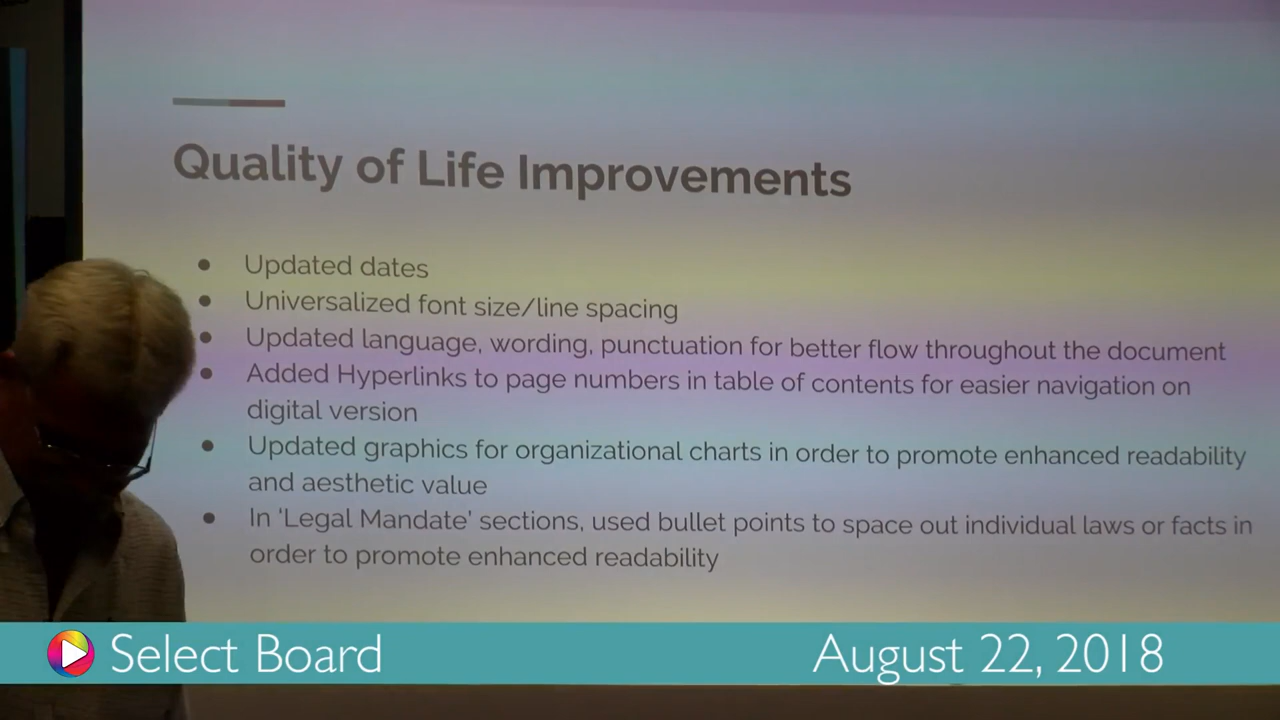 Quality of Life Improvements
● Updated dates
● Universalized font size/line spacing
● Updated language, wording, punctuation for better flow throughout the document
● Added Hyperlinks to page numbers in table of contents for easier navigation on
digital version
● Updated graphics for organizational charts in order to promote enhanced readability
and aesthetic value
● In 'Legal Mandate' sections, used bullet points to space out individual laws or facts in
order to promote enhanced readability
Select Board August 22, 2018